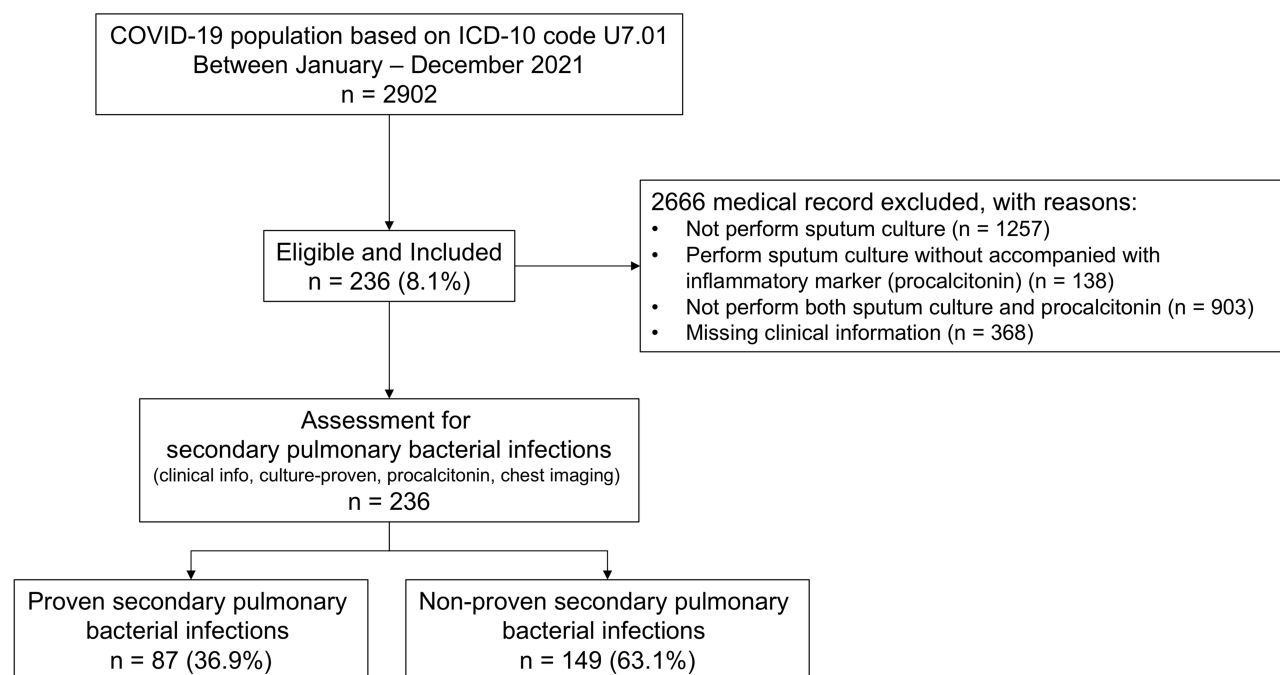 COVID-19 population based on ICD-10 code U7.01
Between January – December 2021
n = 2902
Eligible and Included
n = 236 (8.1%)
2666 medical record excluded, with reasons:
• Not perform sputum culture (n = 1257)
• Perform sputum culture without accompanied with
inflammatory marker (procalcitonin) (n = 138)
• Not perform both sputum culture and procalcitonin (n = 903)
• Missing clinical information (n = 368)
Assessment for
secondary pulmonary bacterial infections
(clinical info, culture-proven, procalcitonin, chest imaging)
n = 236
Proven secondary pulmonary
bacterial infections
n = 87 (36.9%)
Non-proven secondary pulmonary
bacterial infections
n = 149 (63.1%)